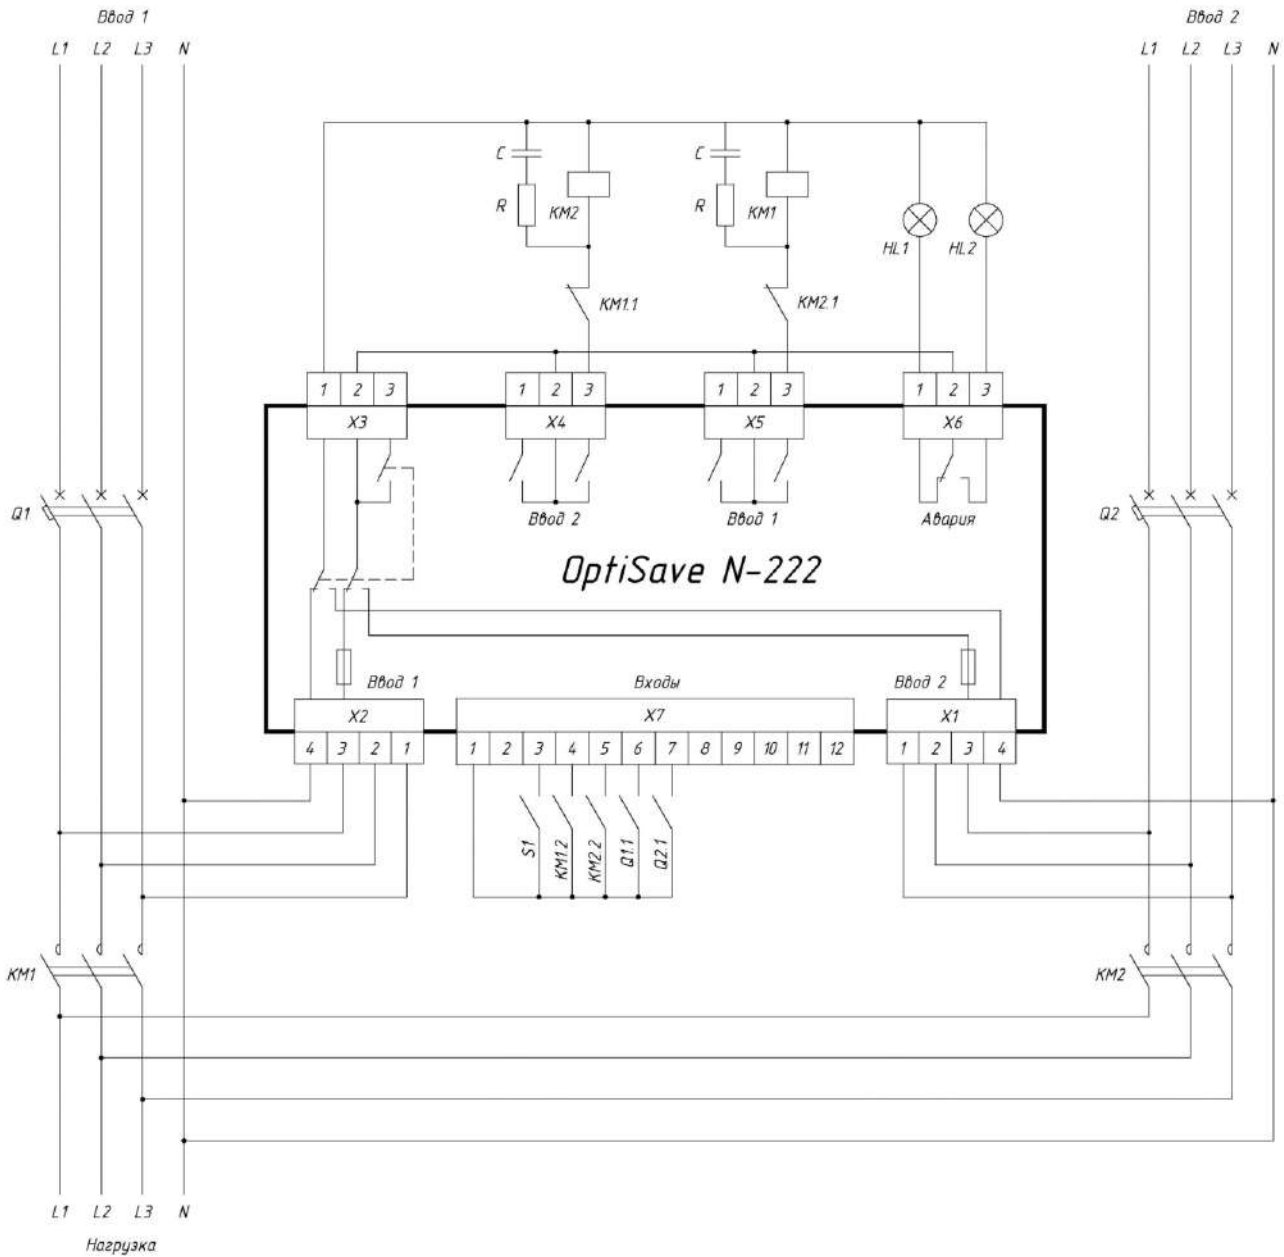 Ввод 1
Ввод 2
L1 L2 L3 N
L1 L2 L3 N
C
C
R
KM2
R
KM1
HL1
HL2
KM1.1
KM2.1
1 2 3
1 2 3
1 2 3
1 2 3
X3
X4
X5
X6
Q1
Ввод 2
Ввод 1
Авария
Q2
OptiSave N-222
Ввод 1
Входы
Ввод 2
X2
X7
X1
4 3 2 1
1 2 3 4 5 6 7 8 9 10 11 12
1 2 3 4
S1
KM1.2
KM2.2
Q1.1
Q2.1
KM1
KM2
L1 L2 L3 N
Нагрузка